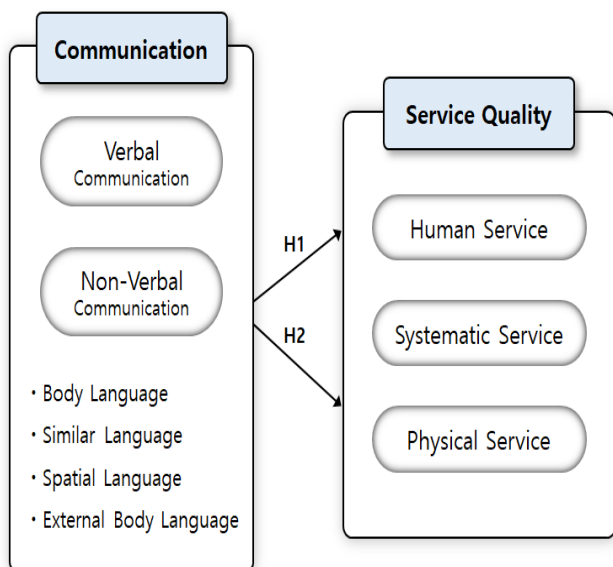 Communication
Verbal
Communication
Non-Verbal
Communication
· Body Language
· Similar Language
· Spatial Language
· External Body Language
H1
H2
Service Quality
Human Service
Systematic Service
Physical Service